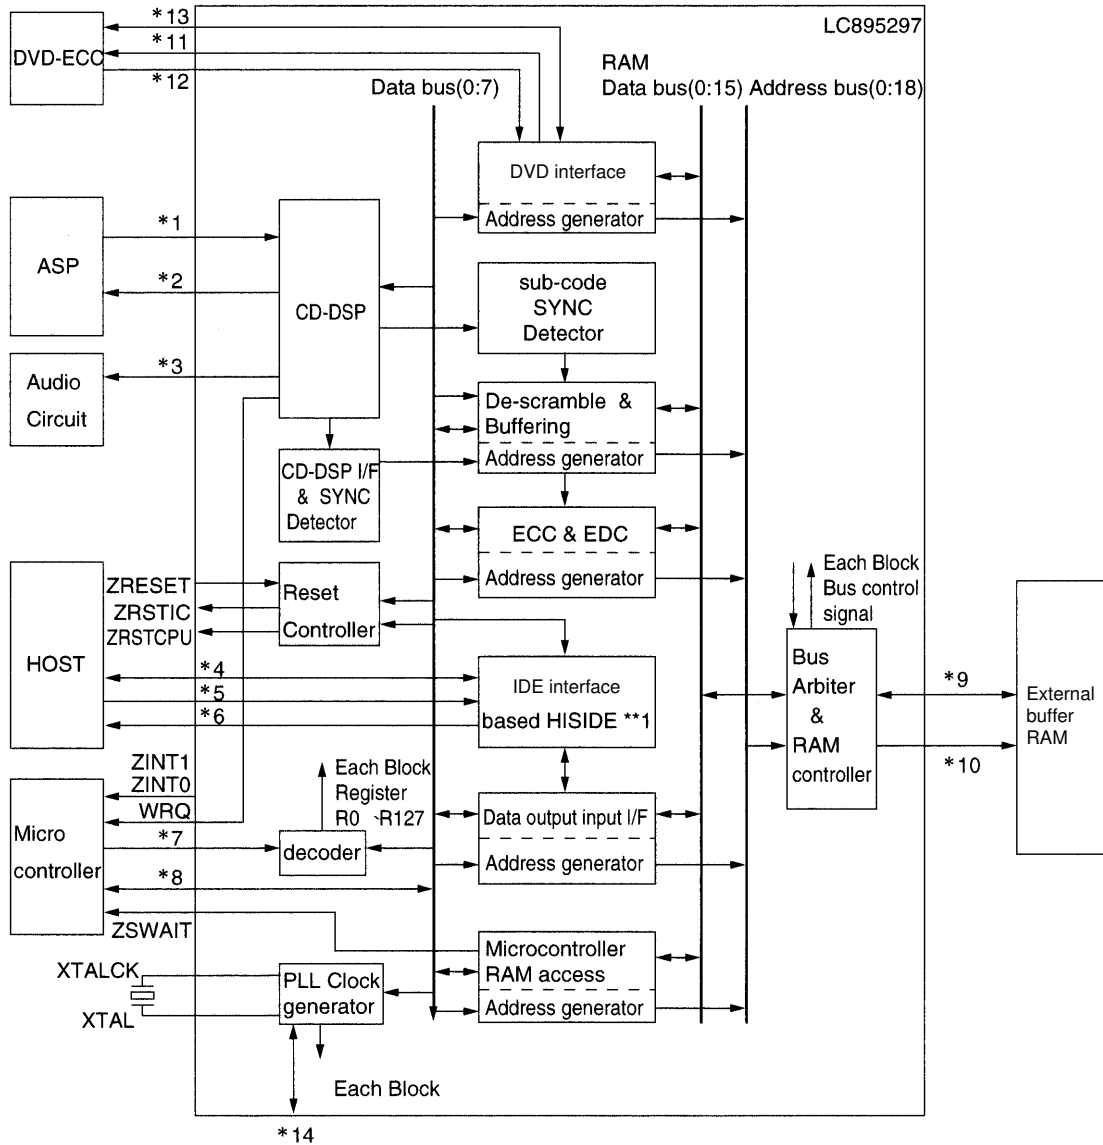 *13
LC895297
*11
DVD-ECC
*12
RAM
Data bus(0:7)
Data bus(0:15) Address bus(0:18)
DVD interface
Address generator
*1
ASP
*2
CD-DSP
sub-code
SYNC
Detector
*3
Audio
Circuit
De-scramble &
Buffering
Address generator
CD-DSP I/F
& SYNC
Detector
ECC & EDC
Address generator
ZRESET
ZRSTIC
ZRSTCPU
Reset
Controller
Each Block
Bus control
signal
HOST
*4
*5
*6
IDE interface
based HISIDE **1
Bus
Arbiter
&
RAM
controller
*9
*10
External
buffer
RAM
ZINT1
ZINT0
WRQ
*7
*8
ZSWAIT
Micro
controller
Each Block
Register
R0 `R127
decoder
Data output input I/F
Address generator
Microcontroller
RAM access
Address generator
XTALCK
XTAL
PLL Clock
generator
Each Block
*14